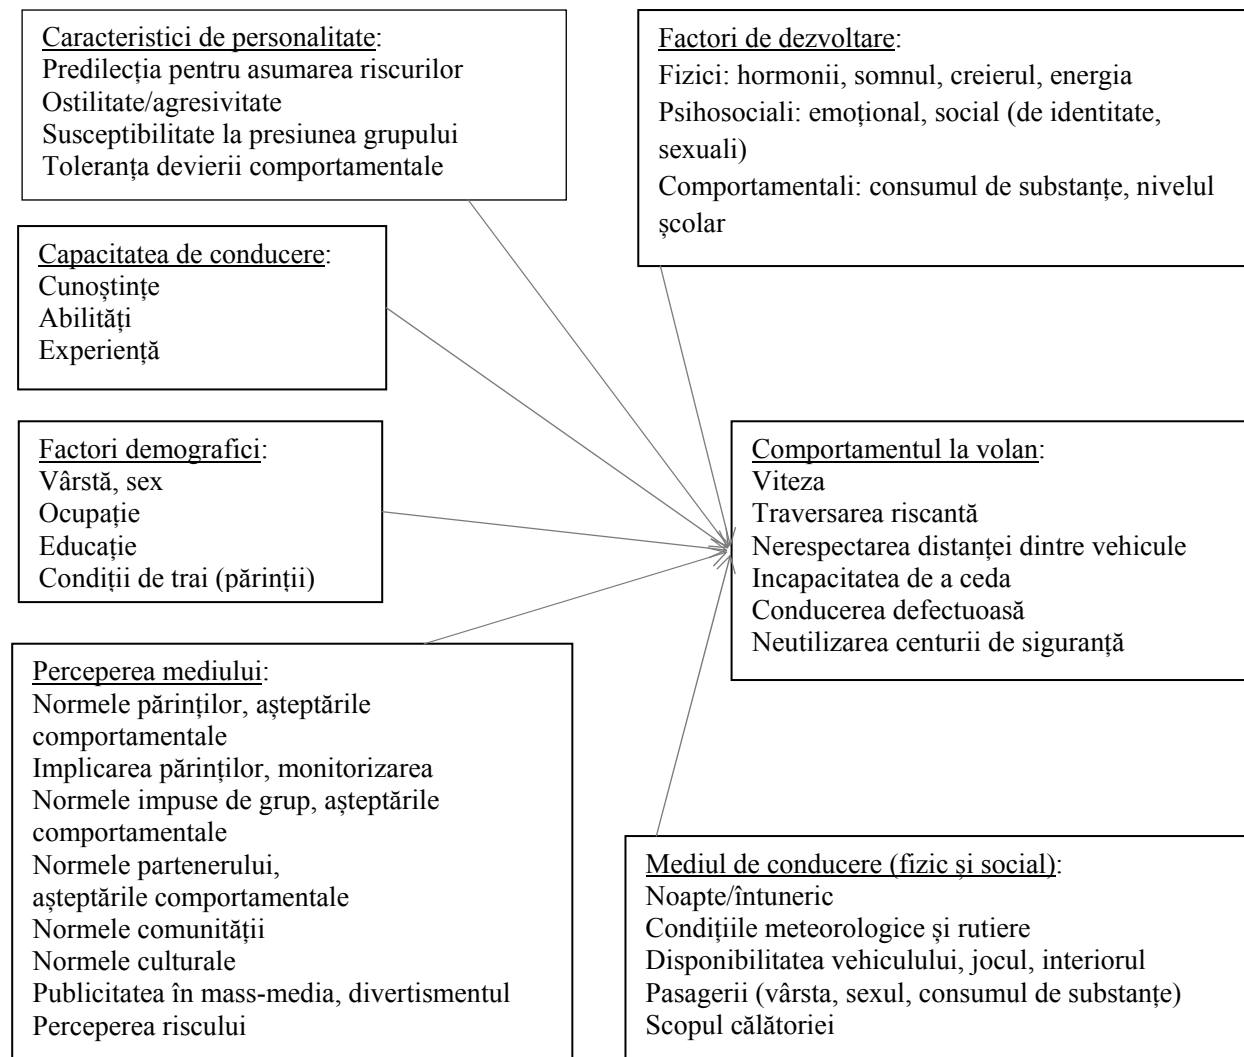 Caracteristici de personalitate:
Predilecția pentru asumarea riscurilor
Ostilitate/agresivitate
Susceptibilitate la presiunea grupului
Toleranța devierii comportamentale
Factori de dezvoltare:
Fizici: hormonii, somnul, creierul, energia
Psihosociali: emoțional, social (de identitate,
sexuali)
Comportamentali: consumul de substanțe, nivelul
școlar
Capacitatea de conducere:
Cunoștințe
Abilități
Experiență
Factori demografici:
Vârstă, sex
Ocupație
Educație
Condiții de trai (părinții)
Comportamentul la volan:
Viteza
Traversarea riscantă
Nerespectarea distanței dintre vehicule
Incapacitatea de a ceda
Conducerea defectuoasă
Neutilizarea centurii de siguranță
Perceperea mediului:
Normele părinților, așteptările
comportamentale
Implicarea părinților, monitorizarea
Normele impuse de grup, așteptările
comportamentale
Normele partenerului,
așteptările comportamentale
Normele comunității
Normele culturale
Publicitatea în mass-media, divertismentul
Perceperea riscului
Mediul de conducere (fizic și social):
Noapte/întuneric
Condițiile meteorologice și rutiere
Disponibilitatea vehiculului, jocul, interiorul
Pasagerii (vârsta, sexul, consumul de substanțe)
Scopul călătoriei